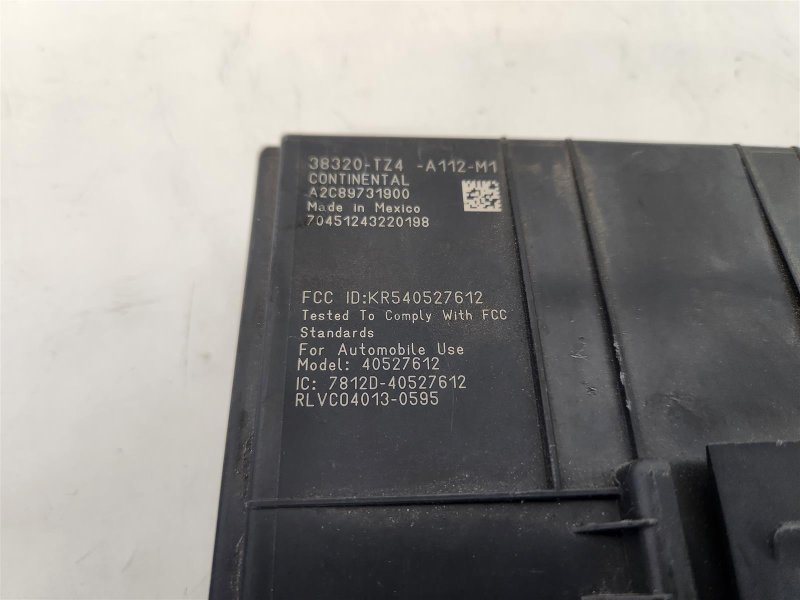 38320-TZ4 -A112-M1
CONTINENTAL
A2C89731900
Made in Mexico
70451243220198
FCC ID:KR540527612
Tested To Comply With FCC
Standards
For Automobile Use
Model: 40527612
IC: 7812D-40527612
RLVCO4013-0595